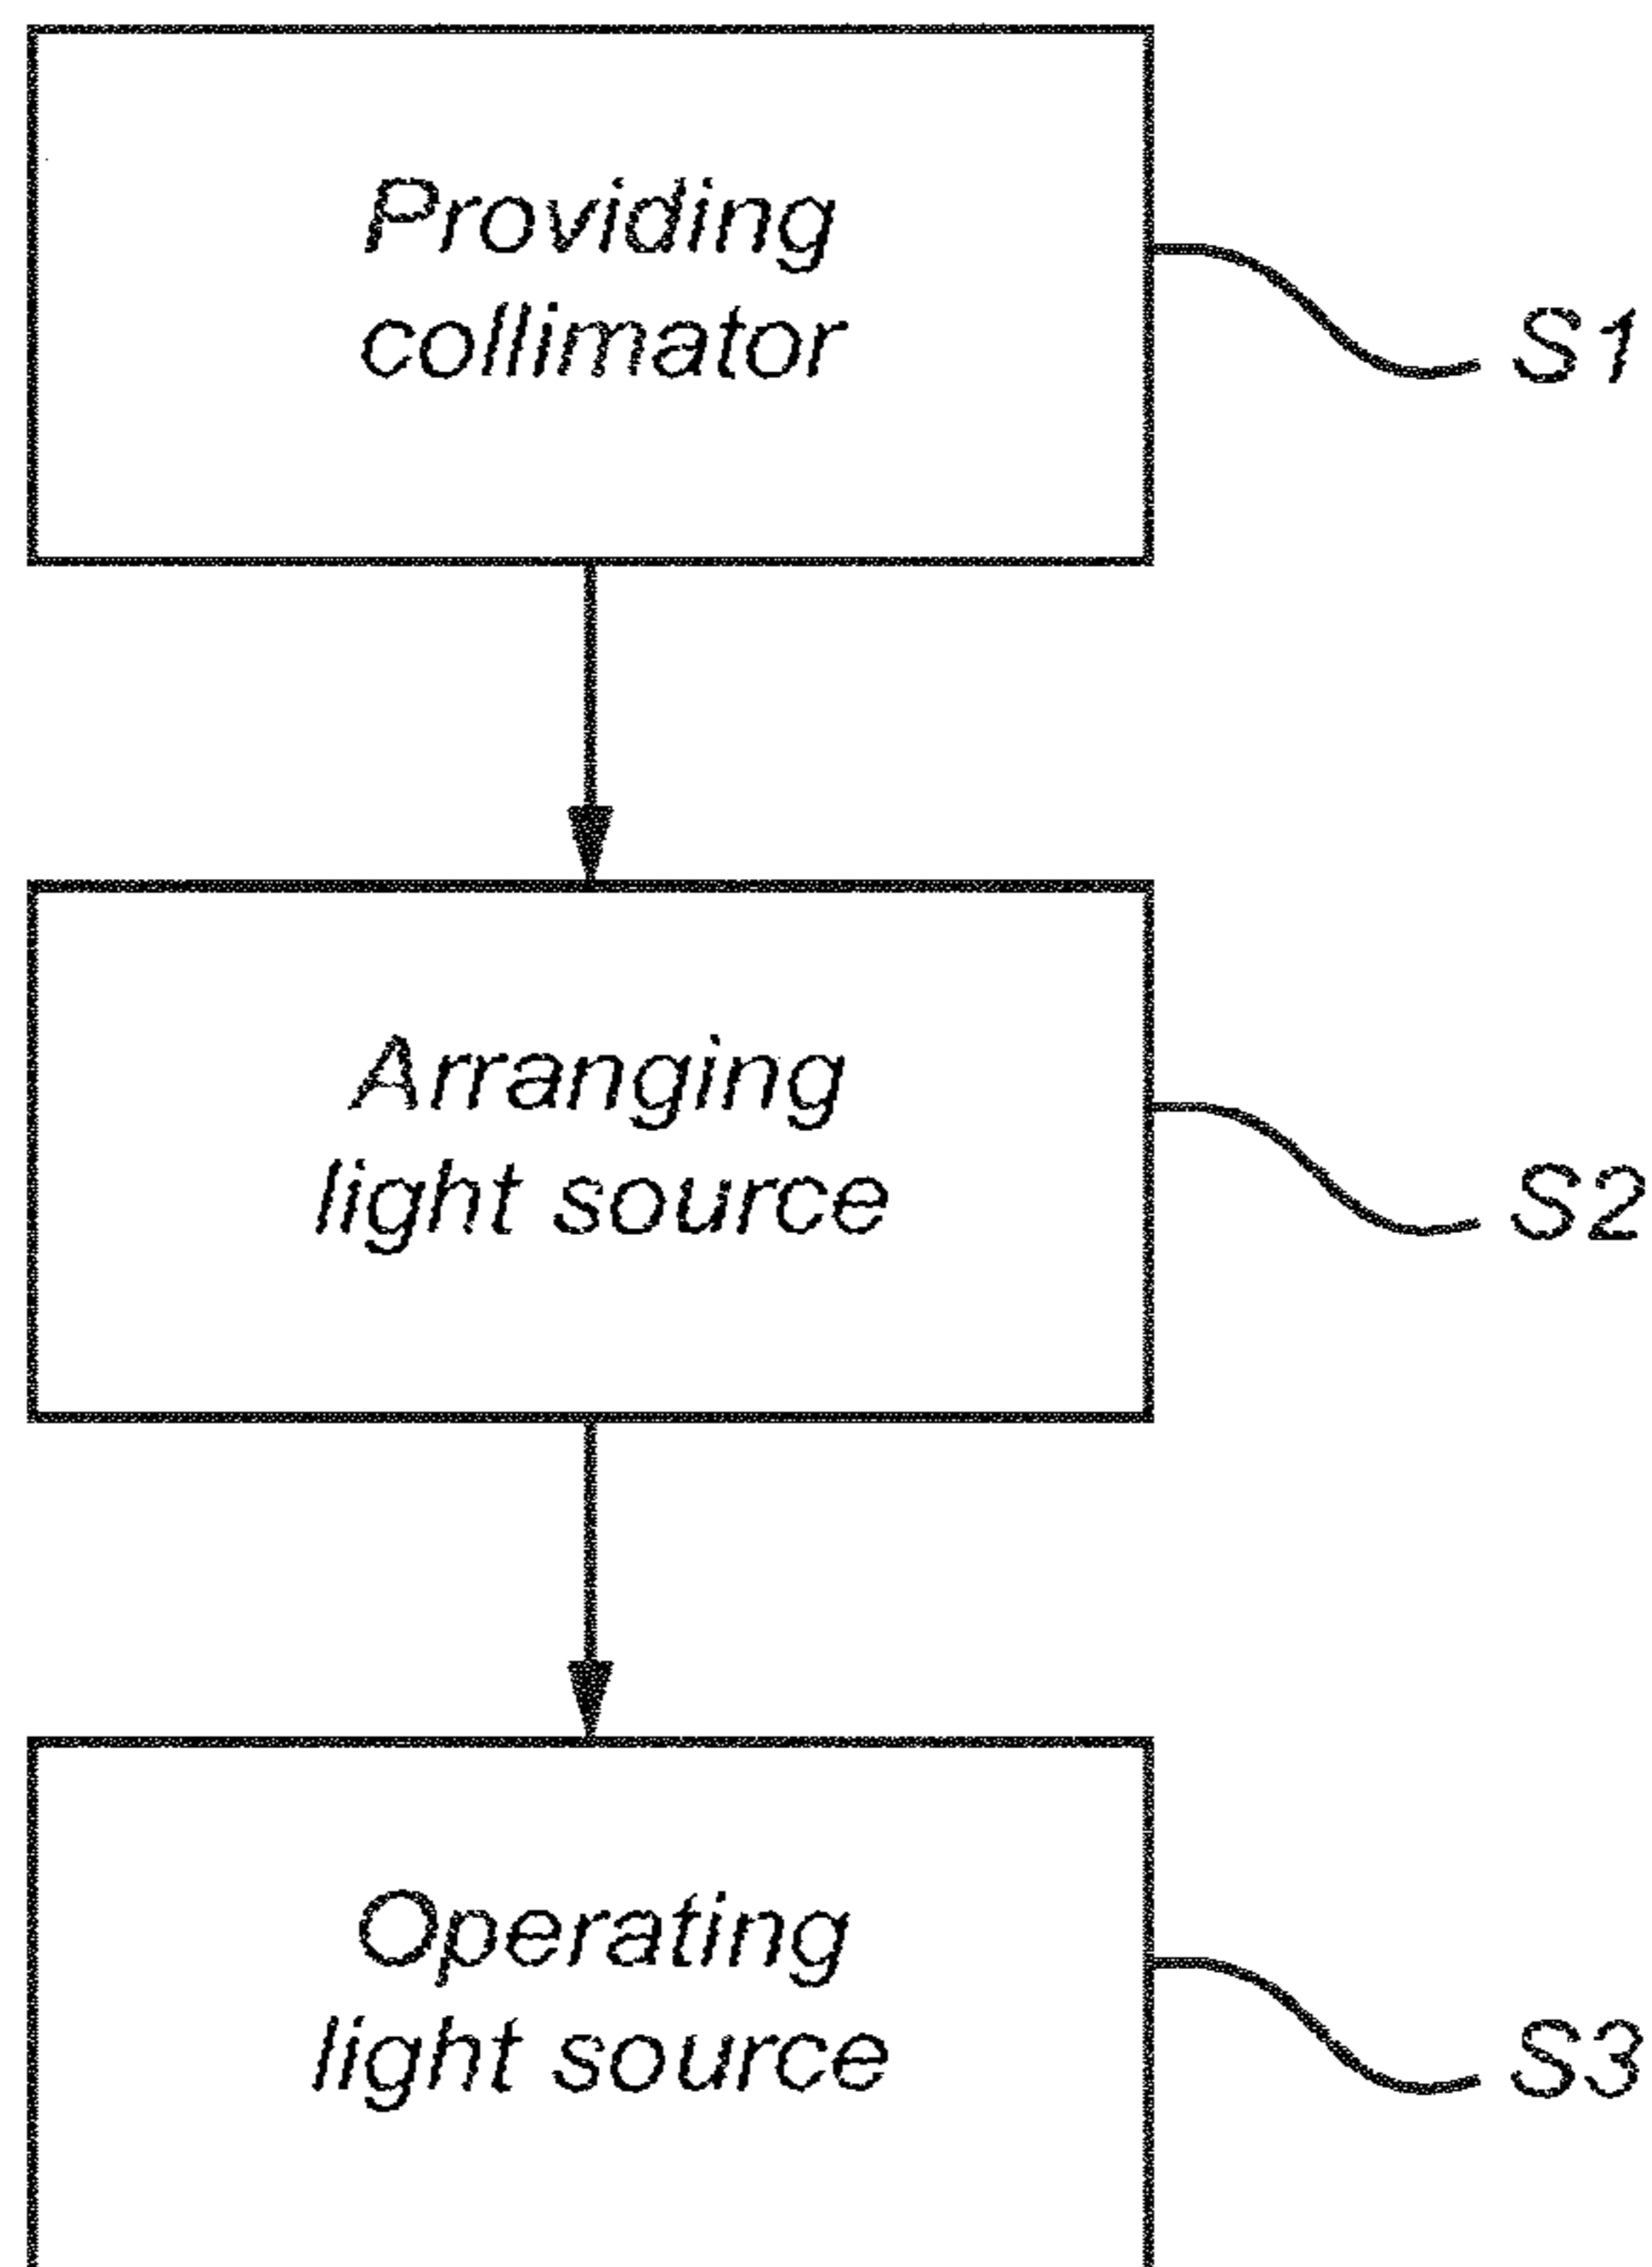 Providing
collimator
S1
Arranging
light source
S2
Operating
light source
S3